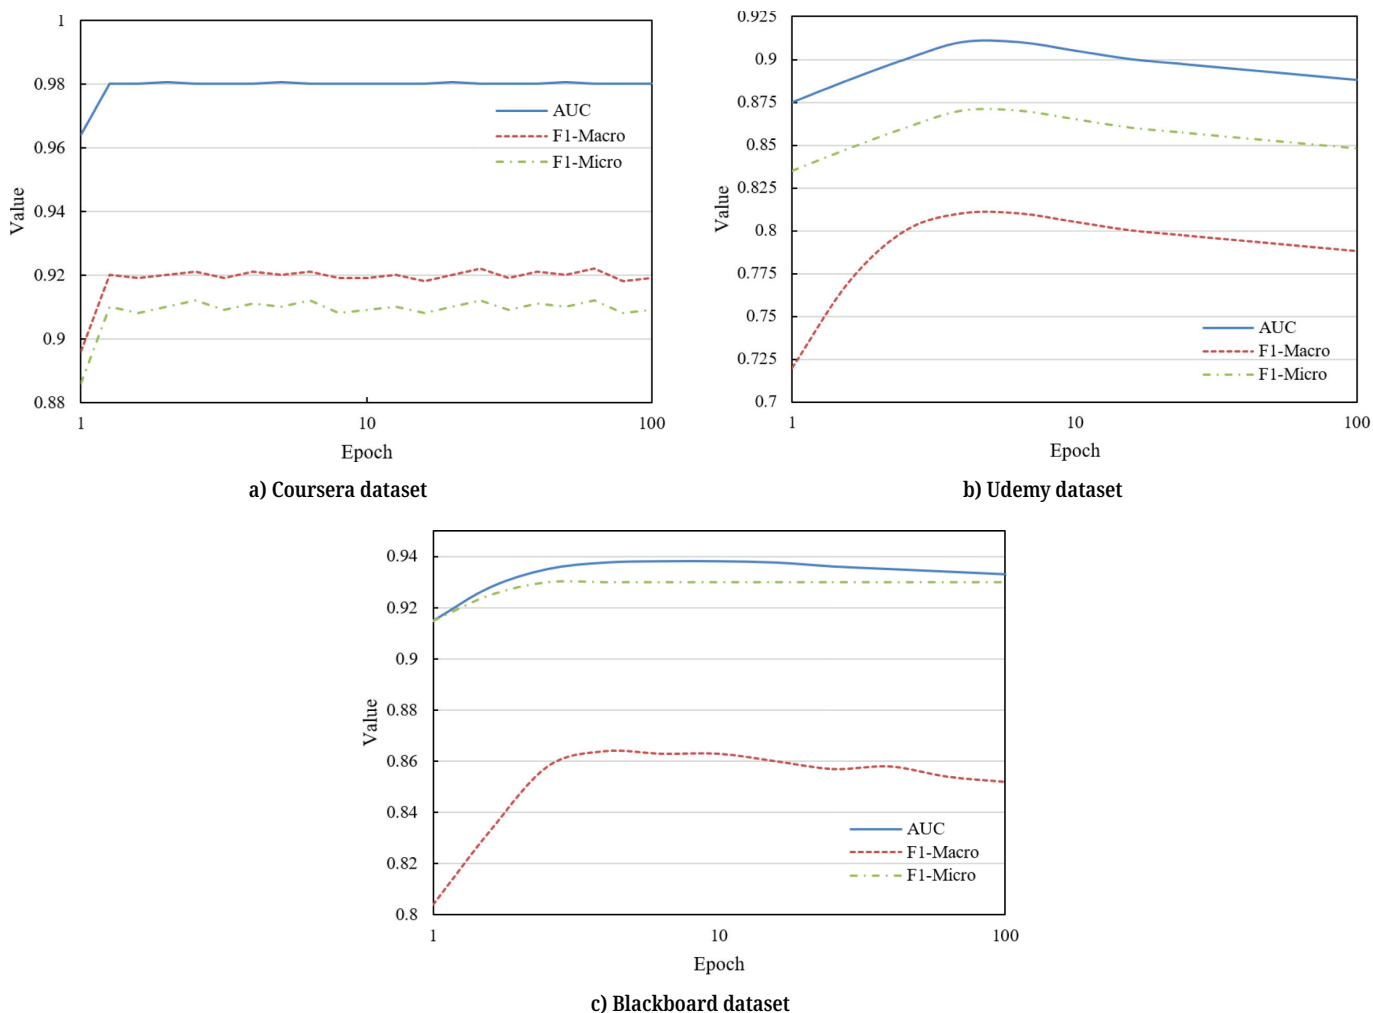 1
0.98
0.96
0.94
0.92
0.9
0.88
Value
AUC
F1-Macro
F1-Micro
1
10
100
Epoch
a) Coursera dataset
0.925
0.9
0.875
0.85
0.825
0.8
0.775
0.75
0.725
0.7
Value
AUC
F1-Macro
F1-Micro
1
10
100
Epoch
b) Udemy dataset
0.94
0.92
0.9
0.88
0.86
0.84
0.82
0.8
Value
AUC
F1-Macro
F1-Micro
1
10
100
Epoch
c) Blackboard dataset